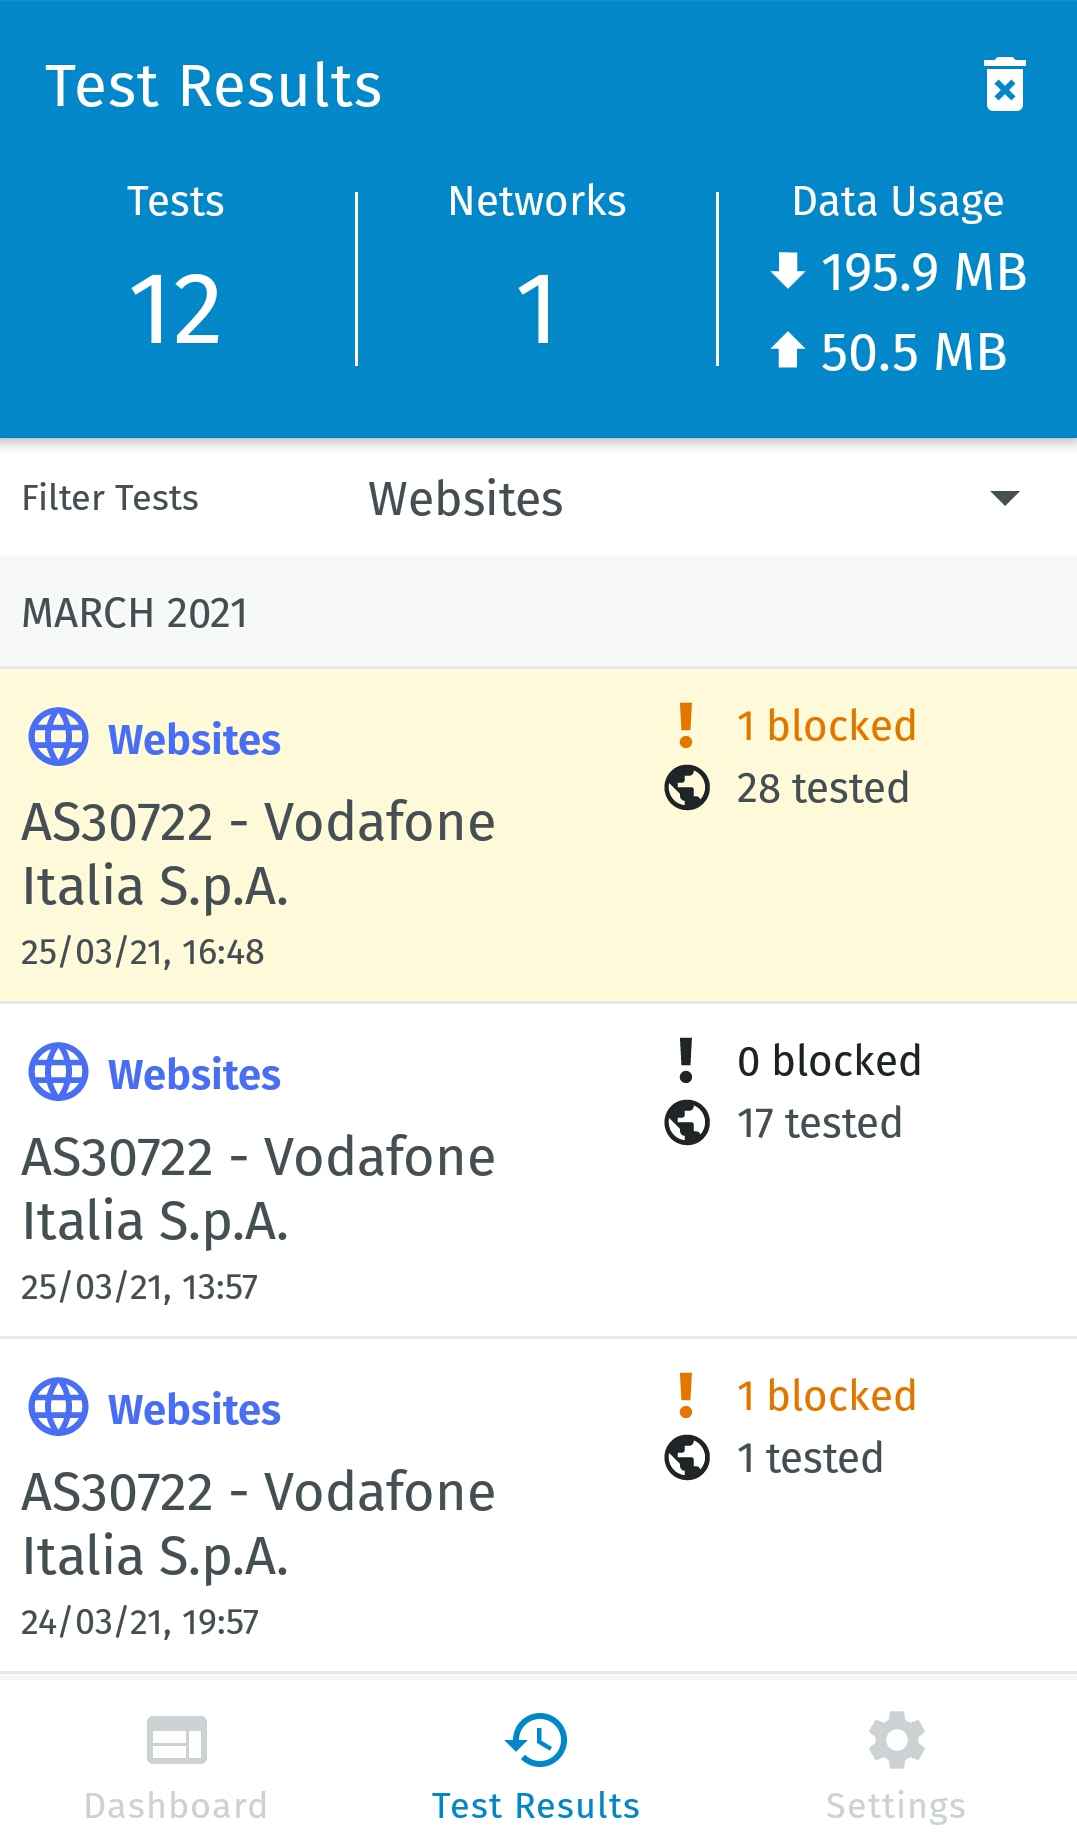 Test Results
Tests
Networks
Data Usage
12
1
195.9 MB
50.5 MB
Filter Tests
Websites
MARCH 2021
Websites
1 blocked
28 tested
AS30722 - Vodafone
Italia S.p.A.
25/03/21, 16:48
Websites
0 blocked
17 tested
AS30722 - Vodafone
Italia S.p.A.
25/03/21, 13:57
Websites
1 blocked
1 tested
AS30722 - Vodafone
Italia S.p.A.
24/03/21, 19:57
Dashboard
Test Results
Settings